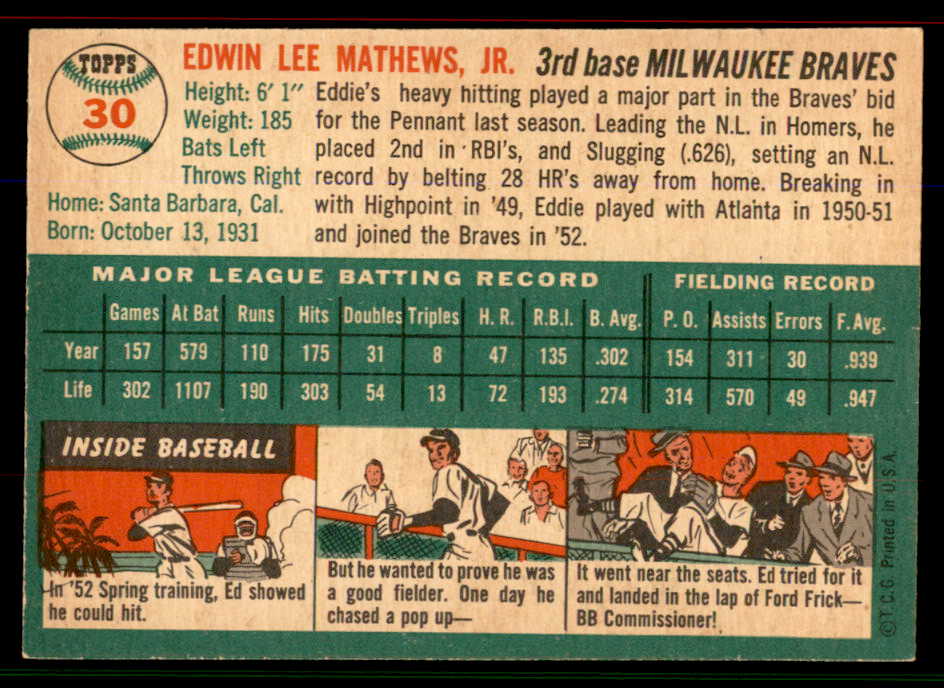 TOPPS
30
EDWIN LEE MATHEWS, JR. 3rd base MILWAUKEE BRAVES
Height: 6' 1"
Weight: 185
Bats Left
Throws Right
Home: Santa Barbara, Cal.
Born: October 13, 1931
Eddie's heavy hitting played a major part in the Braves' bid
for the Pennant last season. Leading the N.L. in Homers, he
placed 2nd in RBI's, and Slugging (.626), setting an N.L.
record by belting 28 HR's away from home. Breaking in
with Highpoint in '49, Eddie played with Atlanta in 1950-51
and joined the Braves in '52.
MAJOR LEAGUE BATTING RECORD FIELDING RECORD
Games At Bat Runs Hits Doubles Triples H. R. R.B.I. B. Avg. P. O. Assists Errors F. Avg.
Year 157 579 110 175 31 8 47 135 .302 154 311 30 .939
Life 302 1107 190 303 54 13 72 193 .274 314 570 49 .947
INSIDE BASEBALL
In '52 Spring training, Ed showed
he could hit.
But he wanted to prove he was
a good fielder. One day he
chased a pop up—
It went near the seats. Ed tried for it
and landed in the lap of Ford Frick—
BB Commissioner!
© T.C.G. Printed in U.S.A.